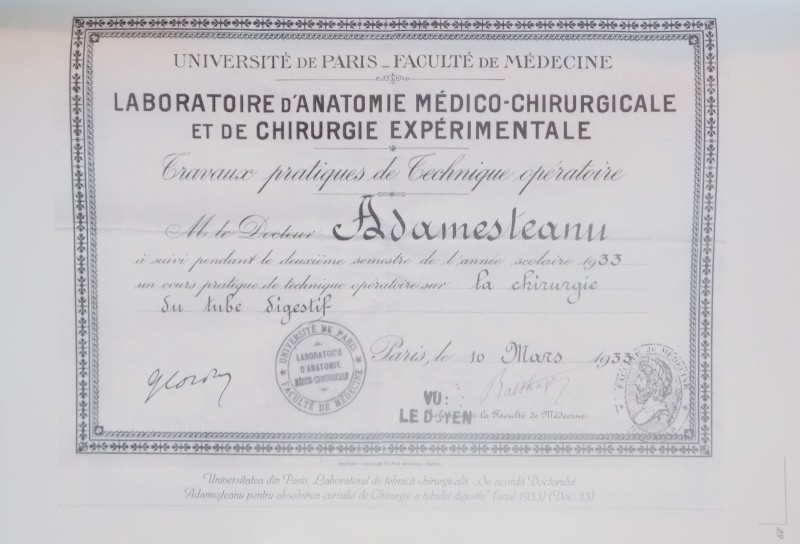 UNIVERSITÉ DE PARIS _ FACULTÉ DE MÉDECINE
LABORATOIRE D'ANATOMIE MÉDICO-CHIRURGICALE
ET DE CHIRURGIE EXPÉRIMENTALE
Travaux pratiques de Technique opératoire
M. le Docteur Adamesteanu
à suivi pendant le deuxième semestre de l'année scolaire 1933
un cours pratique de technique opératoire sur la chirurgie
du tube digestif
Paris, le 10 Mars 1933
UNIVERSITÉ DE PARIS
LABORATOIRE
D'ANATOMIE
MÉDICO-CHIRURGICALE
FACULTÉ DE MÉDECINE
VU:
LE DOYEN
la Faculté de Médecine
Universitatea din Paris, Laboratorul de tehnică chirurgicală „Se acordă Doctorului
Adameșteanu pentru absolvirea cursului de Chirurgie a tubului digestiv" (anul 1933) (Doc. 13)
67